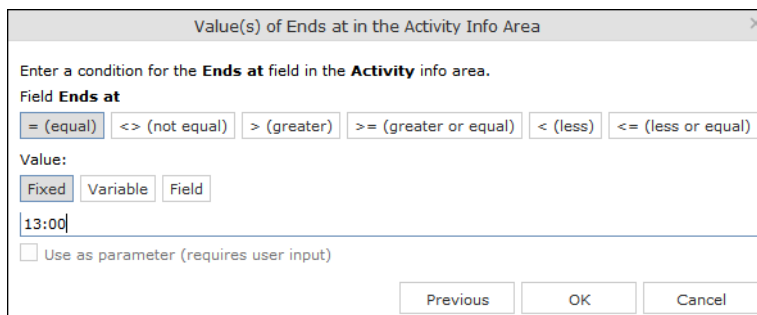 Value(s) of Ends at in the Activity Info Area
Enter a condition for the Ends at field in the Activity info area.
Field Ends at
= (equal) <> (not equal) > (greater) >= (greater or equal) < (less) <= (less or equal)
Value:
Fixed Variable Field
13:00
Use as parameter (requires user input)
Previous OK Cancel